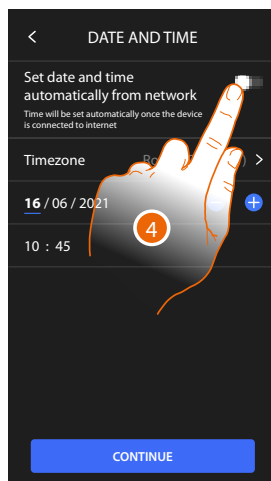 DATE AND TIME
Set date and time
automatically from network
Time will be set automatically once the device
is connected to internet
Timezone
16 / 06 / 2021
10 : 45
4
CONTINUE